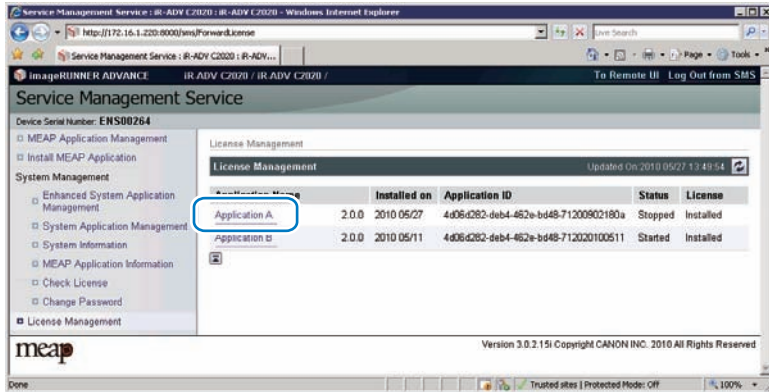 Service Management Service : iR-ADV C2020 : iR-ADV C2020 - Windows Internet Explorer
http://172.16.1.220:8000/sms/ForwardLicense
Live Search
Service Management Service : iR-ADV C2020 : iR-ADV...
Page
Tools
imageRUNNER ADVANCE iR-ADV C2020 / iR-ADV C2020 /
To Remote UI Log Out from SMS
Service Management Service
Device Serial Number: ENS00264
MEAP Application Management
Install MEAP Application
System Management
Enhanced System Application Management
System Application Management
System Information
MEAP Application Information
Check License
Change Password
License Management
License Management
License Management Updated On:2010 05/27 13:49:54
Application Name Installed on Application ID Status License
Application A 2.0.0 2010 05/27 4d06d282-deb4-462e-bd48-71200902180a Stopped Installed
Application B 2.0.0 2010 05/11 4d06d282-deb4-462e-bd48-712020100511 Started Installed
meap
Version 3.0.2.15i Copyright CANON INC. 2010 All Rights Reserved
Done
Trusted sites | Protected Mode: Off
100%